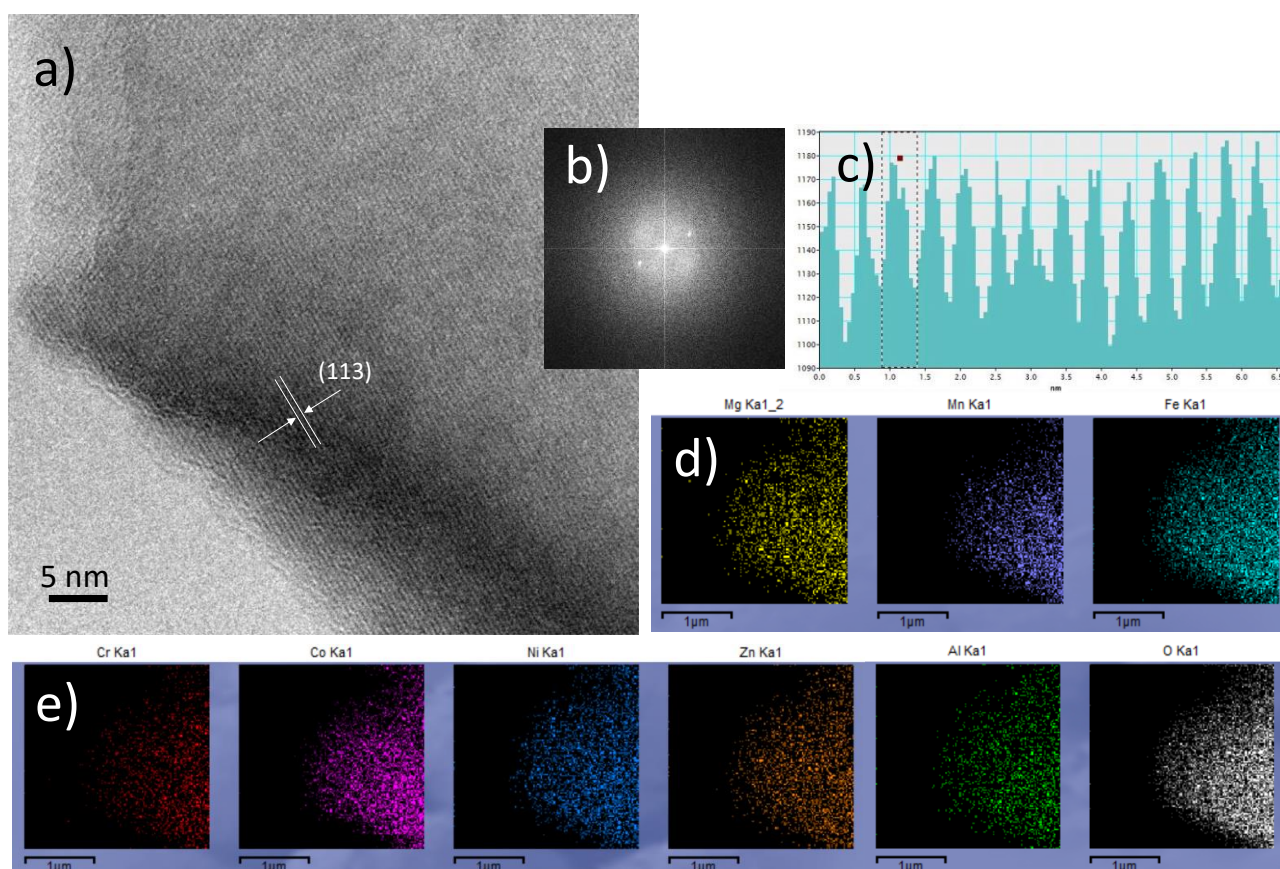 a)
(113)
5 nm
b)
c)
1190
1180
1170
1160
1150
1140
1130
1120
1110
1100
1090
0.0 0.5 1.0 1.5 2.0 2.5 3.0 3.5 4.0 4.5 5.0 5.5 6.0 6.5
nm
Mg Ka1_2 Mn Ka1 Fe Ka1
d)
1µm 1µm 1µm
Cr Ka1 Co Ka1 Ni Ka1 Zn Ka1 Al Ka1 O Ka1
e)
1µm 1µm 1µm 1µm 1µm 1µm